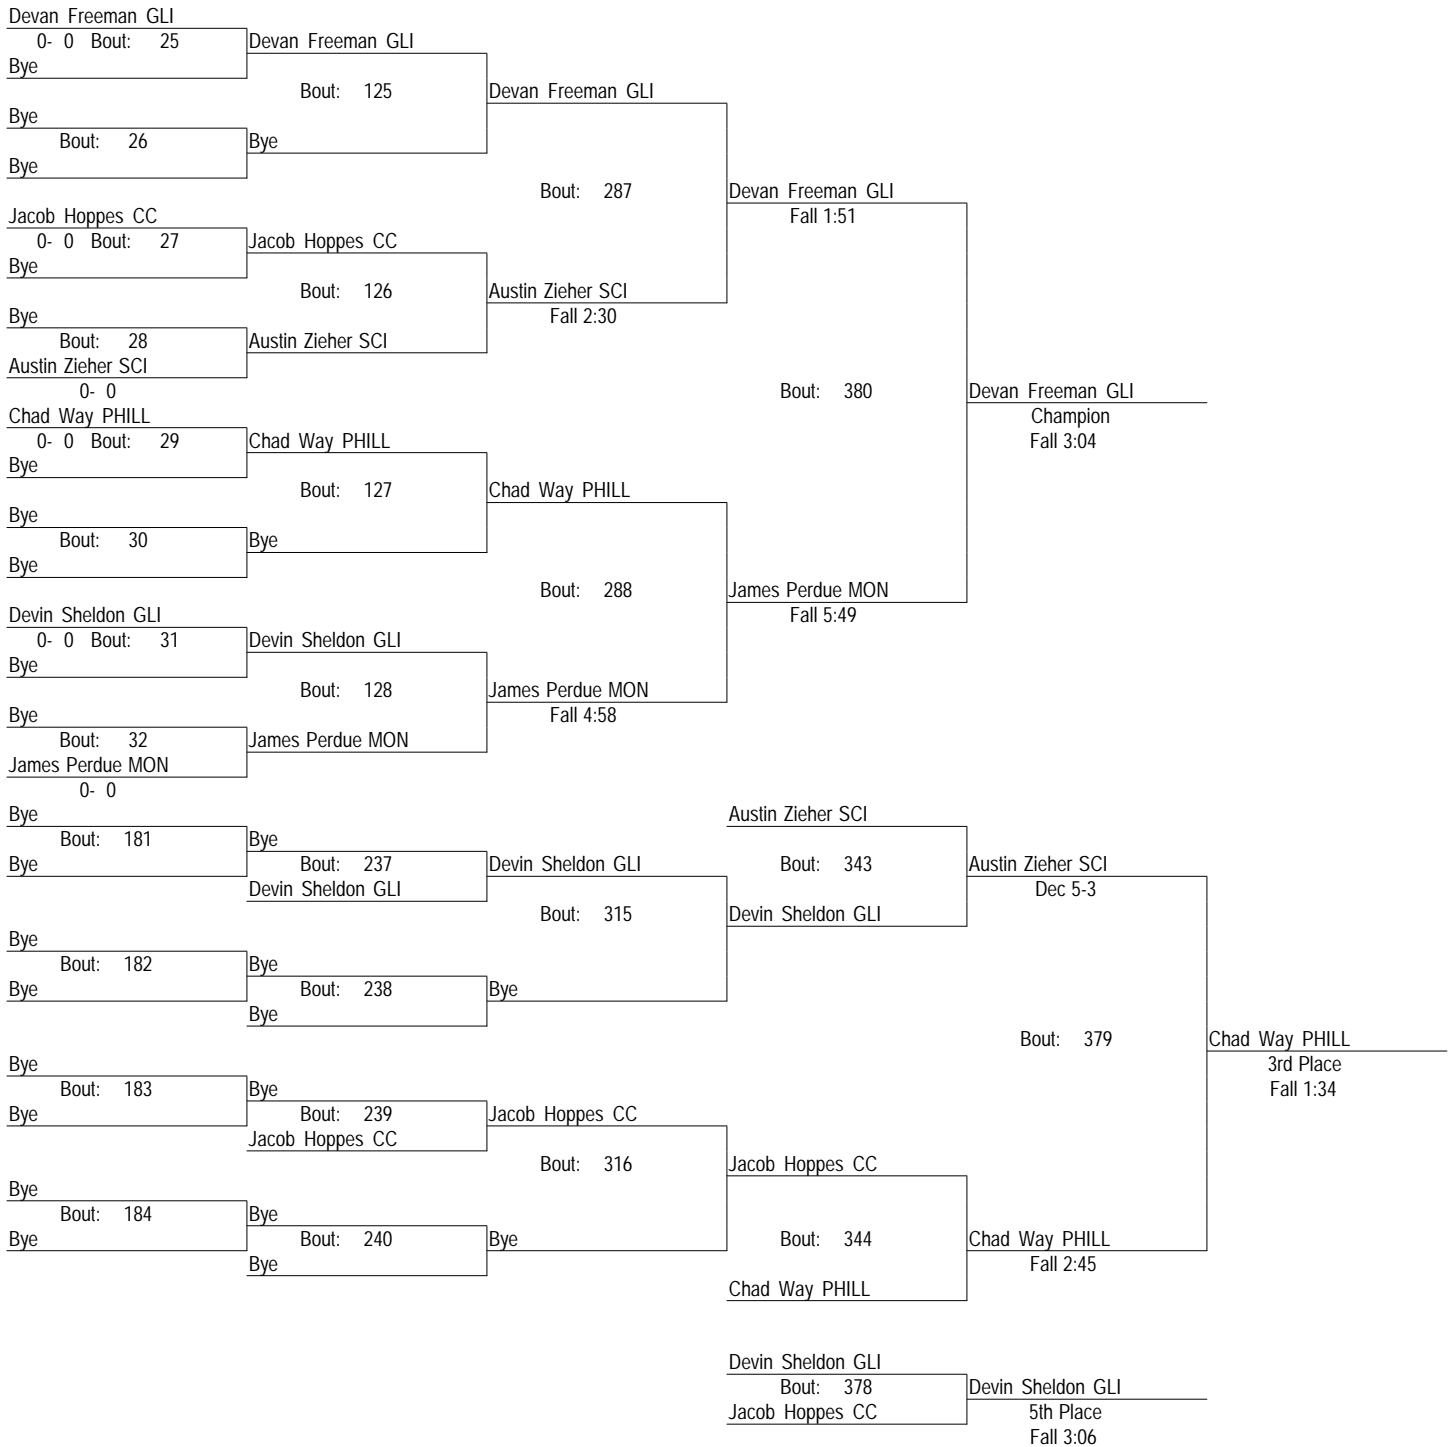 Devan Freeman GLI
0- 0 Bout: 25
Devan Freeman GLI
Bye
Bout: 125
Devan Freeman GLI
Bye
Bout: 26
Bye
Bye
Bout: 287
Devan Freeman GLI
Fall 1:51
Jacob Hoppes CC
0- 0 Bout: 27
Jacob Hoppes CC
Bye
Bout: 126
Austin Zieher SCI
Fall 2:30
Bye
Bout: 28
Austin Zieher SCI
Austin Zieher SCI
0- 0
Bout: 380
Devan Freeman GLI
Champion
Fall 3:04
Chad Way PHILL
0- 0 Bout: 29
Chad Way PHILL
Bye
Bout: 127
Chad Way PHILL
Bye
Bout: 30
Bye
Bye
Bout: 288
James Perdue MON
Fall 5:49
Devin Sheldon GLI
0- 0 Bout: 31
Devin Sheldon GLI
Bye
Bout: 128
James Perdue MON
Fall 4:58
Bye
Bout: 32
James Perdue MON
James Perdue MON
0- 0
Bye
Bout: 181
Bye
Bye
Bout: 237
Devin Sheldon GLI
Devin Sheldon GLI
Austin Zieher SCI
Bout: 343
Austin Zieher SCI
Dec 5-3
Bout: 315
Devin Sheldon GLI
Bye
Bout: 182
Bye
Bye
Bout: 238
Bye
Bye
Bout: 379
Chad Way PHILL
3rd Place
Fall 1:34
Bye
Bout: 183
Bye
Bye
Bout: 239
Jacob Hoppes CC
Jacob Hoppes CC
Bout: 316
Jacob Hoppes CC
Bye
Bout: 184
Bye
Bye
Bout: 240
Bye
Bye
Bout: 344
Chad Way PHILL
Fall 2:45
Chad Way PHILL
Devin Sheldon GLI
Bout: 378
Devin Sheldon GLI
Jacob Hoppes CC
5th Place
Fall 3:06